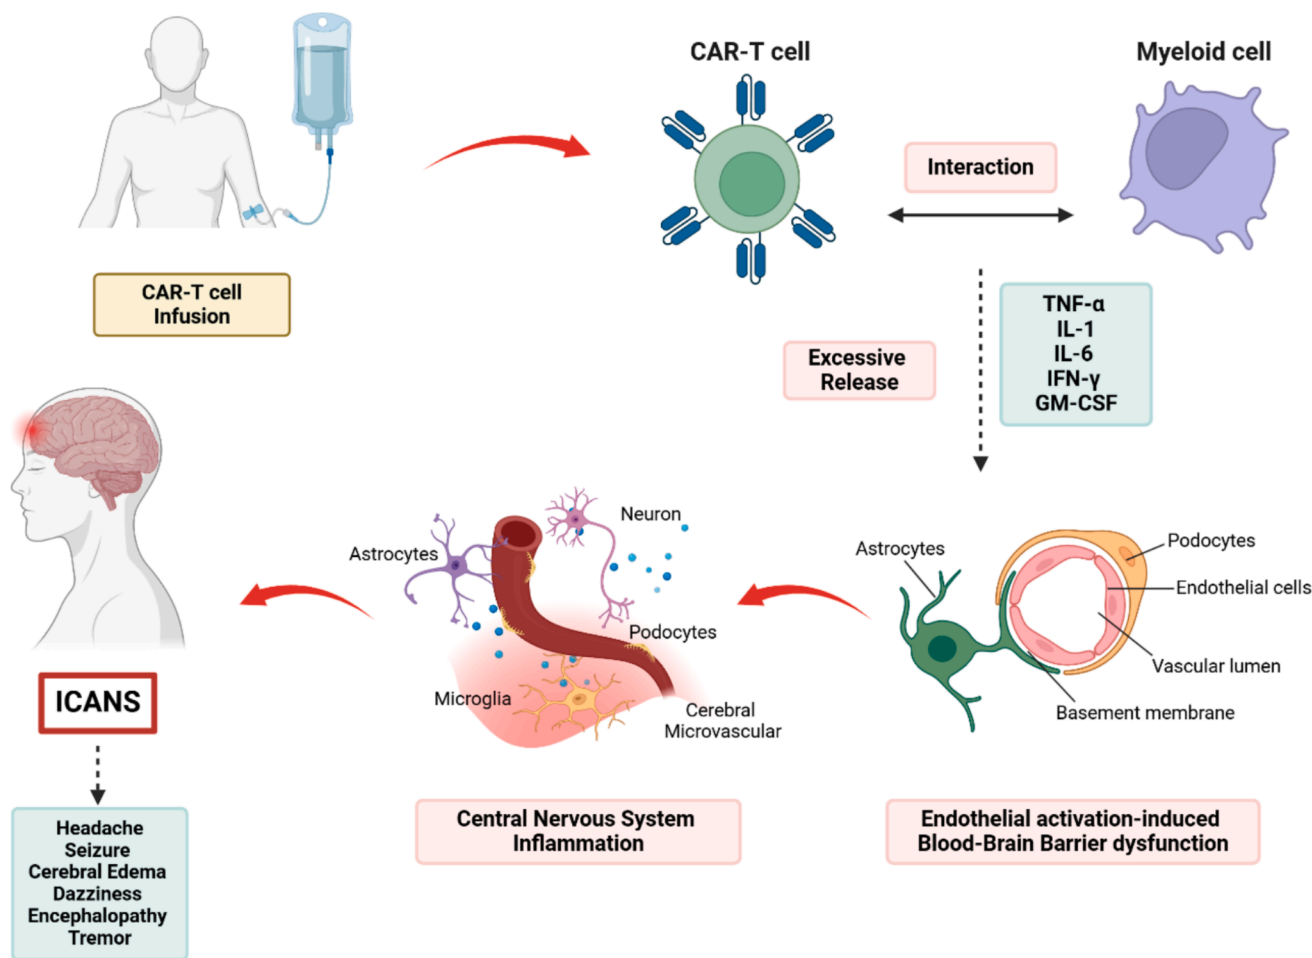 CAR-T cell
Myeloid cell
Interaction
CAR-T cell
Infusion
Excessive
Release
TNF-α
IL-1
IL-6
IFN-γ
GM-CSF
Astrocytes
Neuron
Podocytes
Microglia
Cerebral
Microvascular
Astrocytes
Podocytes
Endothelial cells
Vascular lumen
Basement membrane
ICANS
Central Nervous System
Inflammation
Endothelial activation-induced
Blood-Brain Barrier dysfunction
Headache
Seizure
Cerebral Edema
Dazziness
Encephalopathy
Tremor